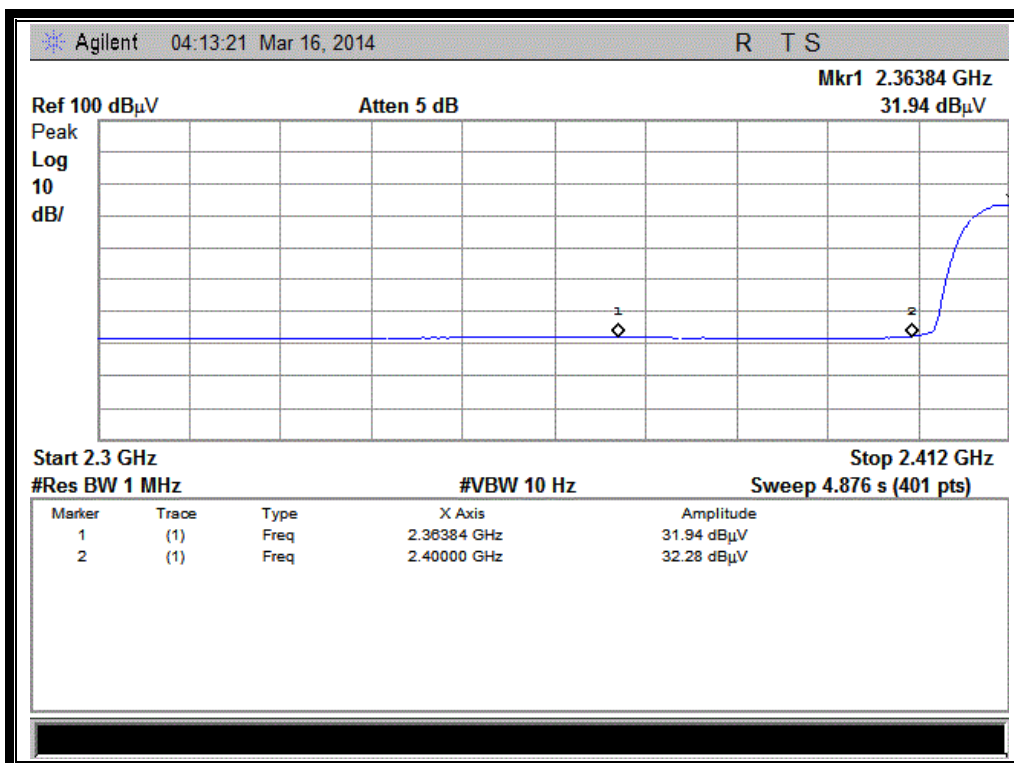 Agilent 04:13:21 Mar 16, 2014 R T S
Mkr1 2.36384 GHz
Ref 100 dBµV Atten 5 dB 31.94 dBµV
Peak
Log
10
dB/
1 2
Start 2.3 GHz Stop 2.412 GHz
#Res BW 1 MHz #VBW 10 Hz Sweep 4.876 s (401 pts)
Marker Trace Type X Axis Amplitude
1 (1) Freq 2.36384 GHz 31.94 dBµV
2 (1) Freq 2.40000 GHz 32.28 dBµV